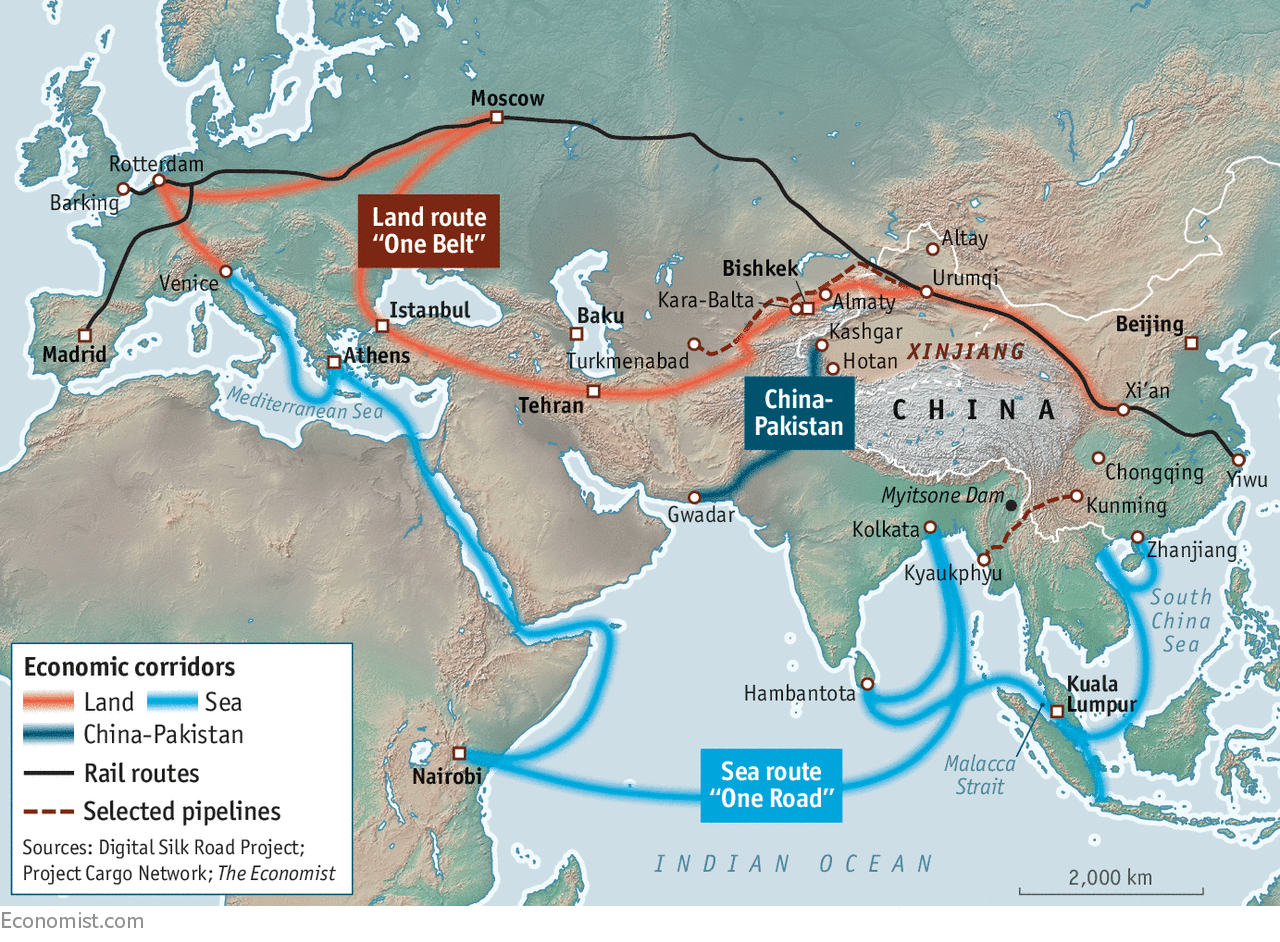 Moscow
Rotterdam
Barking
Land route
“One Belt”
Altay
Bishkek
Urumqi
Venice
Kara-Balta
Almaty
Istanbul
Baku
Kashgar
Beijing
Madrid
Athens
Turkmenabad
Hotan
XINJIANG
Mediterranean Sea
Tehran
China-
Pakistan
CHINA
Xi’an
Chongqing
Yiwu
Gwadar
Myitsone Dam
Kunming
Kolkata
Zhanjiang
Kyaukphyu
South
China
Sea
Hambantota
Kuala
Lumpur
Nairobi
Malacca
Strait
Sea route
“One Road”
INDIAN OCEAN
2,000 km
Economic corridors
Land
Sea
China-Pakistan
Rail routes
Selected pipelines
Sources: Digital Silk Road Project;
Project Cargo Network; The Economist
Economist.com